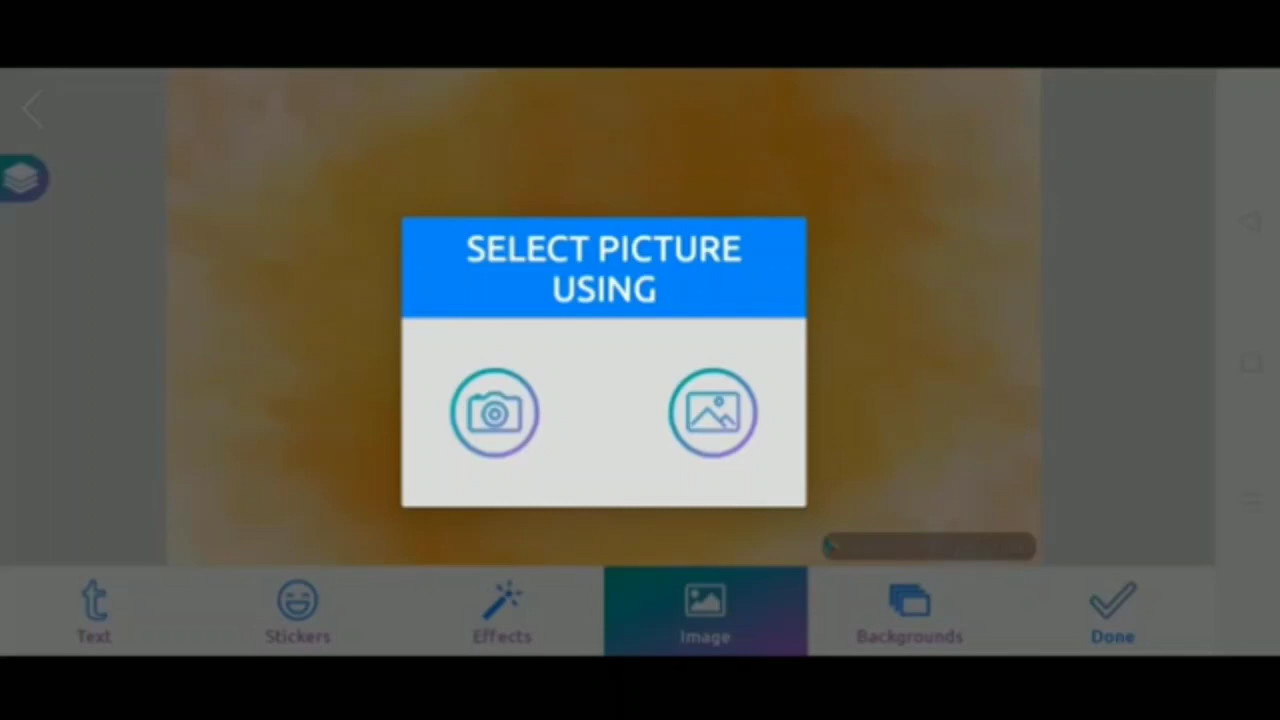 SELECT PICTURE
USING
Text
Stickers
Effects
Image
Backgrounds
Done